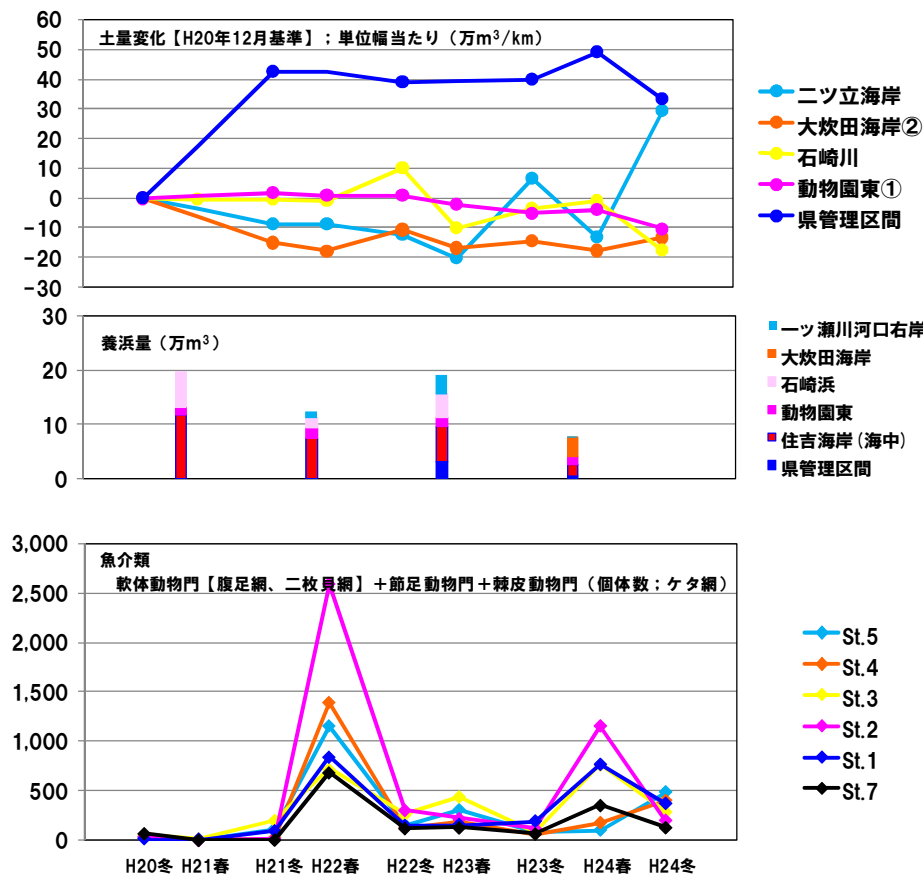 60
50
40
30
20
10
0
-10
-20
-30
土量変化【H20年12月基準】；単位幅当たり（万m³/km）
二ツ立海岸
大炊田海岸②
石崎川
動物園東①
県管理区間
30
20
10
0
養浜量（万m³）
一ッ瀬川河口右岸
大炊田海岸
石崎浜
動物園東
住吉海岸(海中)
県管理区間
3,000
2,500
2,000
1,500
1,000
500
0
魚介類
軟体動物門【腹足網、二枚貝網】＋節足動物門＋棘皮動物門（個体数；ケタ網）
St.5
St.4
St.3
St.2
St.1
St.7
H20冬 H21春 H21冬 H22春 H22冬 H23春 H23冬 H24春 H24冬